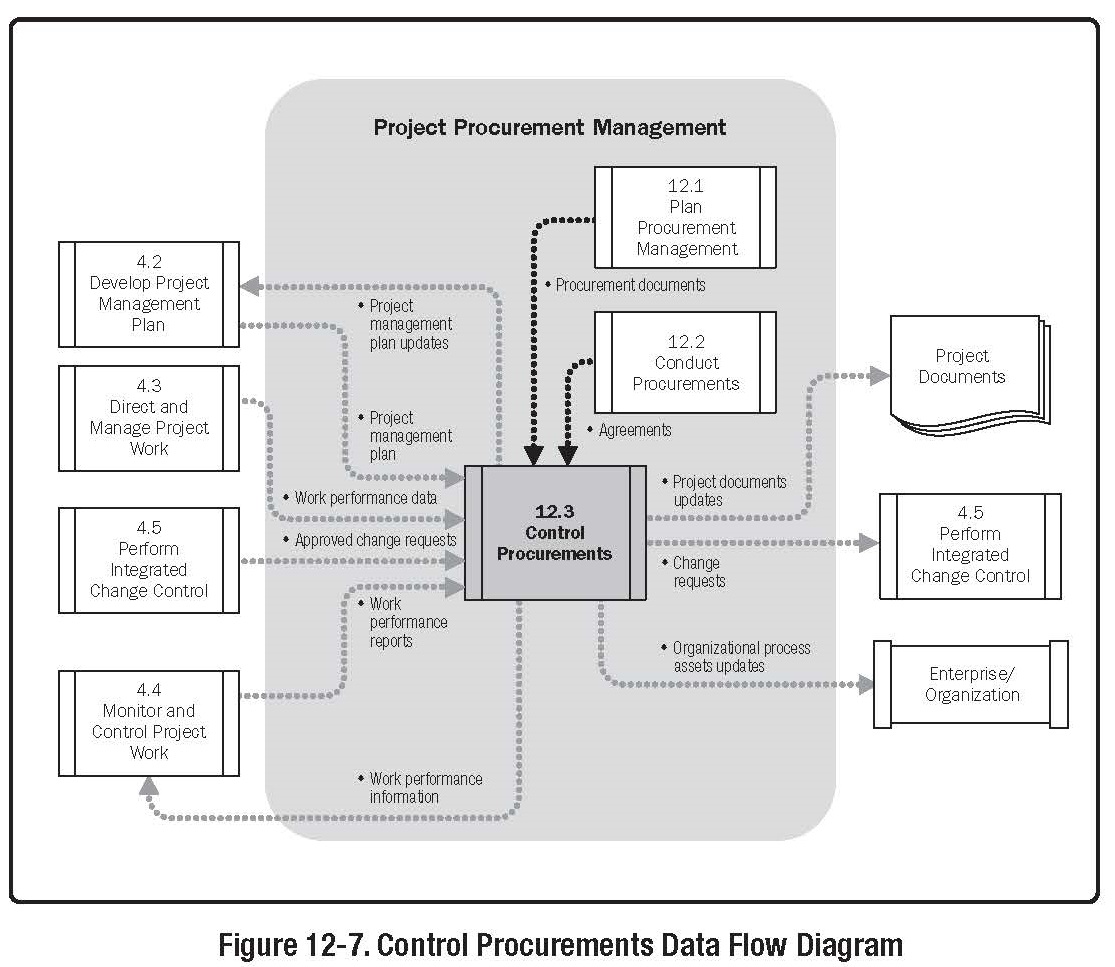 Project Procurement Management
12.1
Plan
Procurement
Management
• Procurement documents
12.2
Conduct
Procurements
• Agreements
4.2
Develop Project
Management
Plan
• Project
management
plan updates
• Project
management
plan
4.3
Direct and
Manage Project
Work
• Work performance data
4.5
Perform
Integrated
Change Control
• Approved change requests
• Work
performance
reports
4.4
Monitor and
Control Project
Work
• Work performance
information
12.3
Control
Procurements
• Project documents
updates
Project
Documents
• Change
requests
4.5
Perform
Integrated
Change Control
• Organizational process
assets updates
Enterprise/
Organization
Figure 12-7. Control Procurements Data Flow Diagram